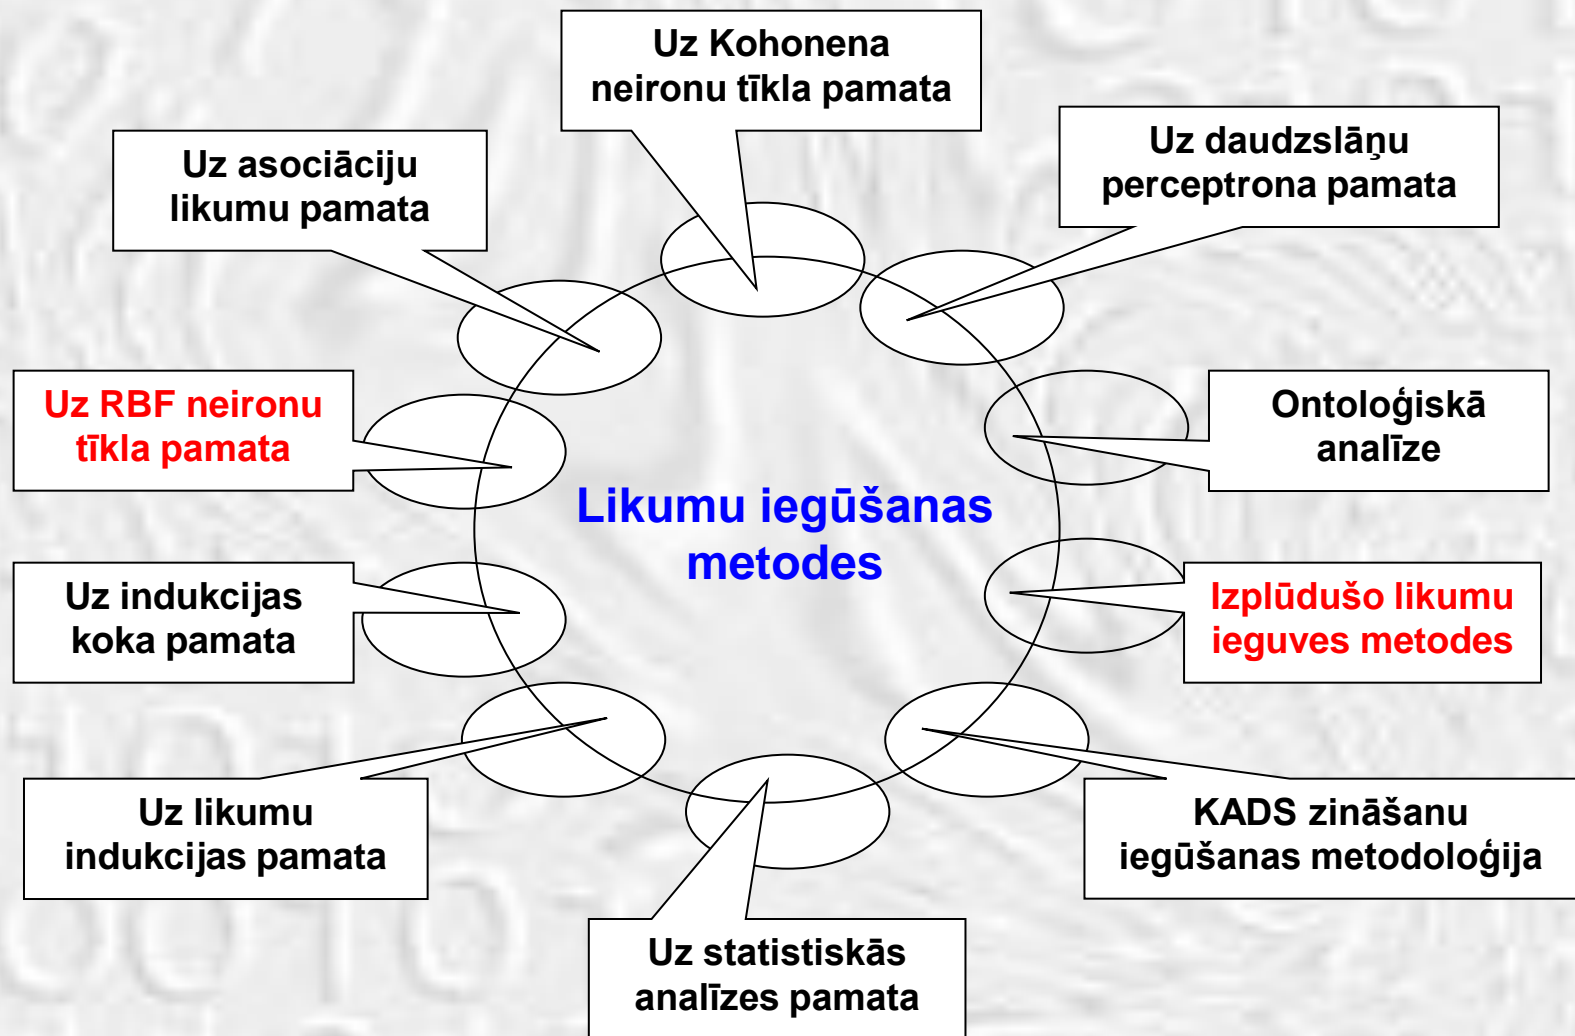 Uz Kohonena
neironu tīkla pamata
Uz asociāciju
likumu pamata
Uz daudzslāņu
perceptrona pamata
Uz RBF neironu
tīkla pamata
Ontoloģiskā
analīze
Likumu iegūšanas
metodes
Uz indukcijas
koka pamata
Izplūdušo likumu
ieguves metodes
Uz likumu
indukcijas pamata
KADS zināšanu
iegūšanas metodoloģija
Uz statistiskās
analīzes pamata